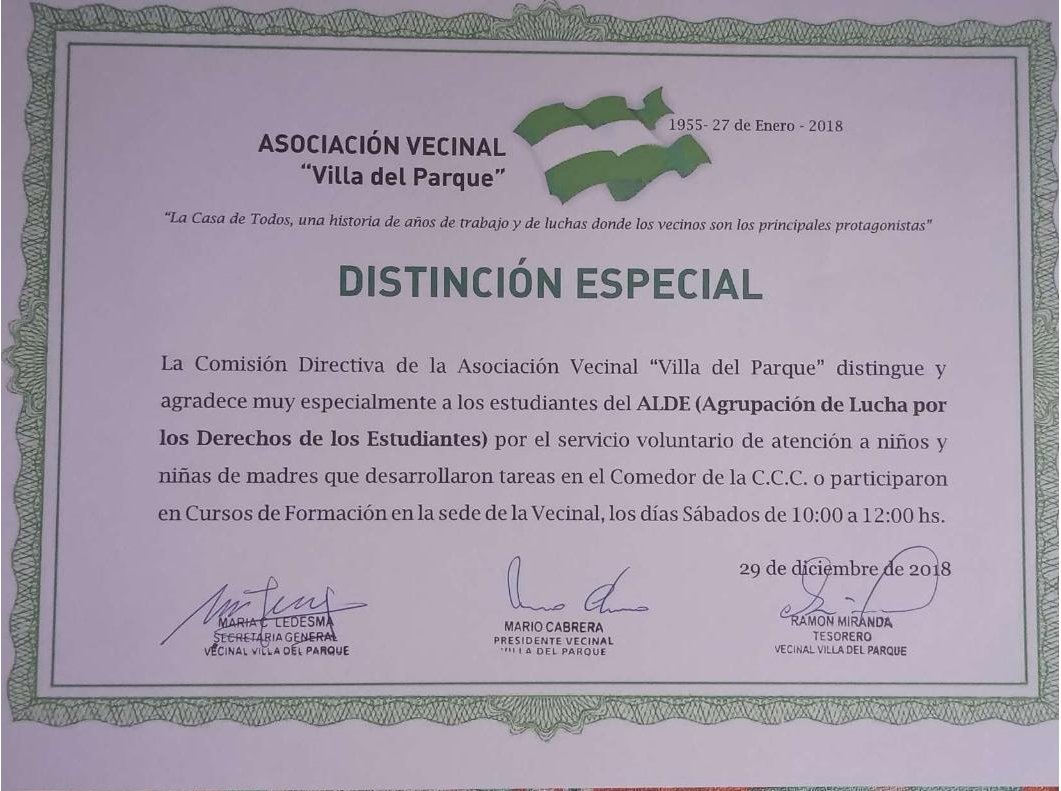 ASOCIACIÓN VECINAL
“Villa del Parque”
1955- 27 de Enero - 2018
“La Casa de Todos, una historia de años de trabajo y de luchas donde los vecinos son los principales protagonistas”
DISTINCIÓN ESPECIAL
La Comisión Directiva de la Asociación Vecinal “Villa del Parque” distingue y
agradece muy especialmente a los estudiantes del ALDE (Agrupación de Lucha por
los Derechos de los Estudiantes) por el servicio voluntario de atención a niños y
niñas de madres que desarrollaron tareas en el Comedor de la C.C.C. o participaron
en Cursos de Formación en la sede de la Vecinal, los días Sábados de 10:00 a 12:00 hs.
29 de diciembre de 2018
MARIA C LEDESMA
SECRETARIA GENERAL
VECINAL VILLA DEL PARQUE
MARIO CABRERA
PRESIDENTE VECINAL
VILLA DEL PARQUE
RAMON MIRANDA
TESORERO
VECINAL VILLA DEL PARQUE